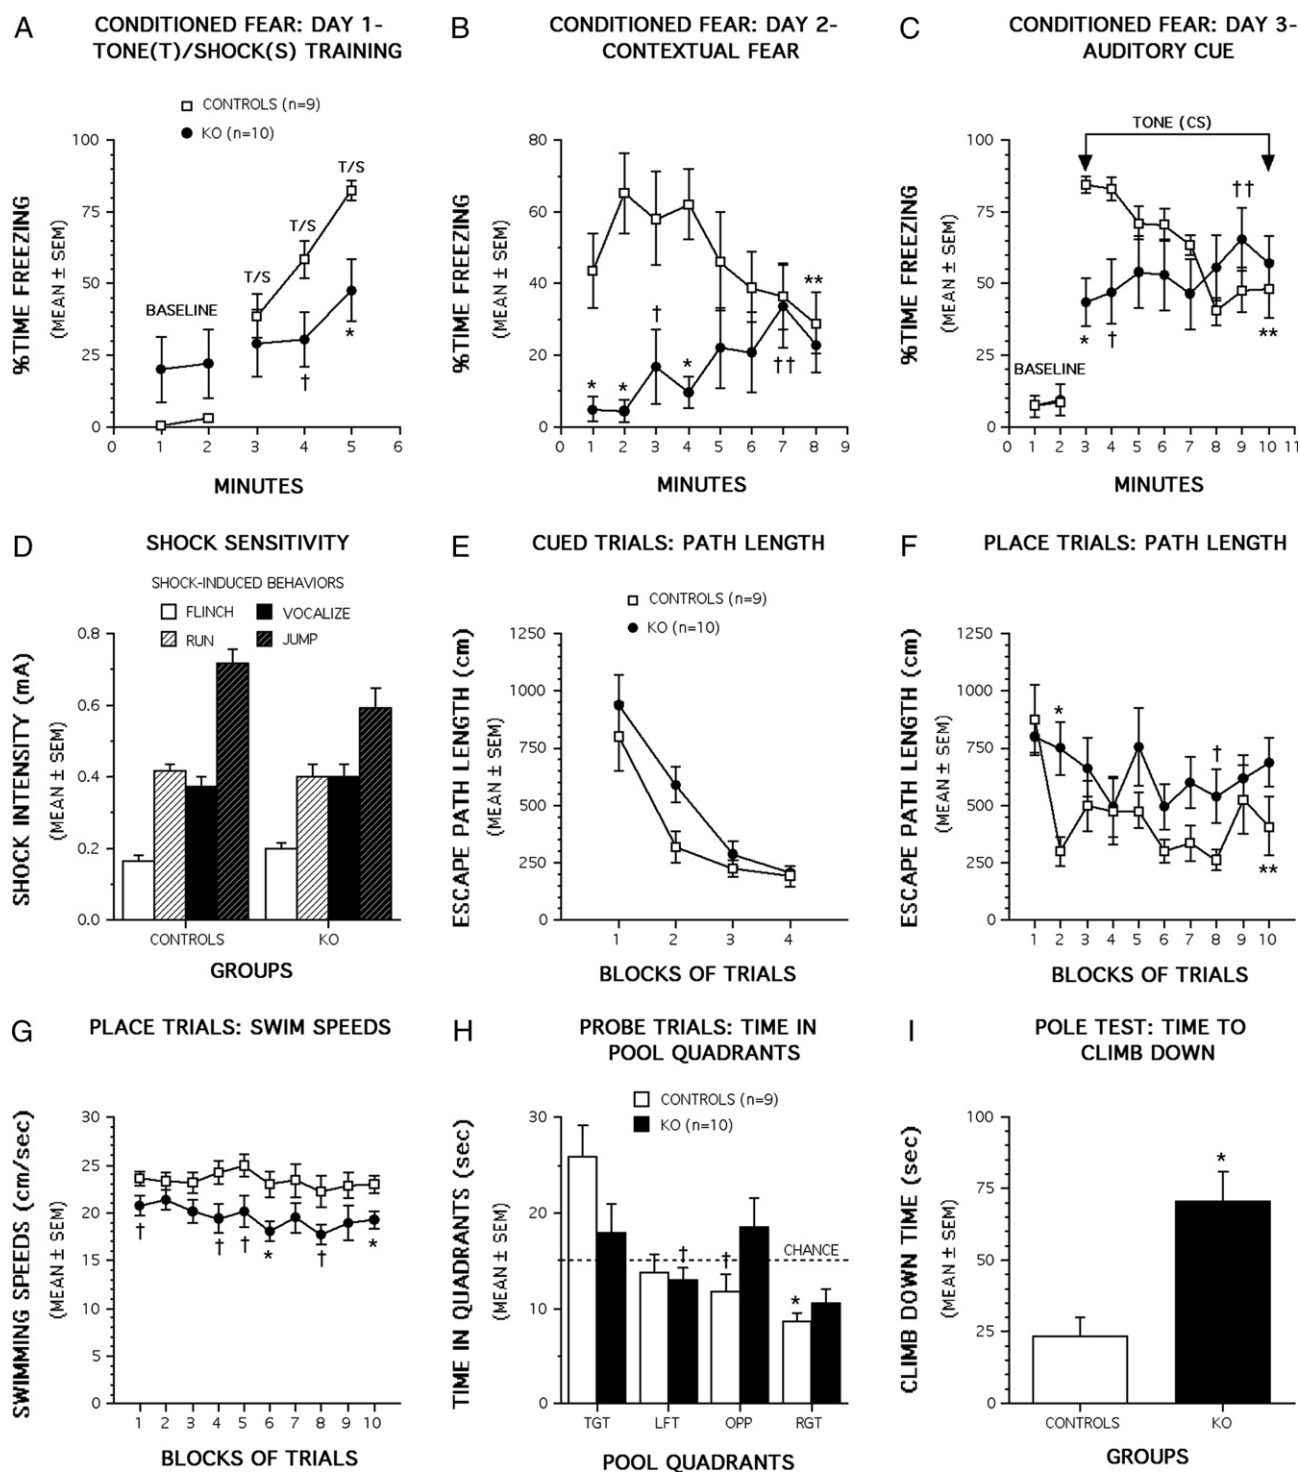 A
CONDITIONED FEAR: DAY 1-
TONE(T)/SHOCK(S) TRAINING
CONTROLS (n=9)
KO (n=10)
%TIME FREEZING
(MEAN ± SEM)
100
75
50
25
0
BASELINE
T/S
T/S
T/S
†
*
0 1 2 3 4 5 6
MINUTES
B
CONDITIONED FEAR: DAY 2-
CONTEXTUAL FEAR
%TIME FREEZING
(MEAN ± SEM)
80
60
40
20
0
* * † * †† **
0 1 2 3 4 5 6 7 8 9
MINUTES
C
CONDITIONED FEAR: DAY 3-
AUDITORY CUE
TONE (CS)
%TIME FREEZING
(MEAN ± SEM)
100
75
50
25
0
BASELINE
* † †† **
0 1 2 3 4 5 6 7 8 9 10 11
MINUTES
D
SHOCK SENSITIVITY
SHOCK-INDUCED BEHAVIORS
FLINCH VOCALIZE
RUN JUMP
SHOCK INTENSITY (mA)
(MEAN ± SEM)
0.8
0.6
0.4
0.2
0.0
CONTROLS KO
GROUPS
E
CUED TRIALS: PATH LENGTH
CONTROLS (n=9)
KO (n=10)
ESCAPE PATH LENGTH (cm)
(MEAN ± SEM)
1250
1000
750
500
250
0
1 2 3 4
BLOCKS OF TRIALS
F
PLACE TRIALS: PATH LENGTH
ESCAPE PATH LENGTH (cm)
(MEAN ± SEM)
1250
1000
750
500
250
0
* † **
1 2 3 4 5 6 7 8 9 10
BLOCKS OF TRIALS
G
PLACE TRIALS: SWIM SPEEDS
SWIMMING SPEEDS (cm/sec)
(MEAN ± SEM)
30
25
20
15
10
5
0
† † † * † *
1 2 3 4 5 6 7 8 9 10
BLOCKS OF TRIALS
H
PROBE TRIALS: TIME IN
POOL QUADRANTS
CONTROLS (n=9)
KO (n=10)
TIME IN QUADRANTS (sec)
(MEAN ± SEM)
30
20
10
0
CHANCE
† † *
TGT LFT OPP RGT
POOL QUADRANTS
I
POLE TEST: TIME TO
CLIMB DOWN
CLIMB DOWN TIME (sec)
(MEAN ± SEM)
100
75
50
25
0
*
CONTROLS KO
GROUPS